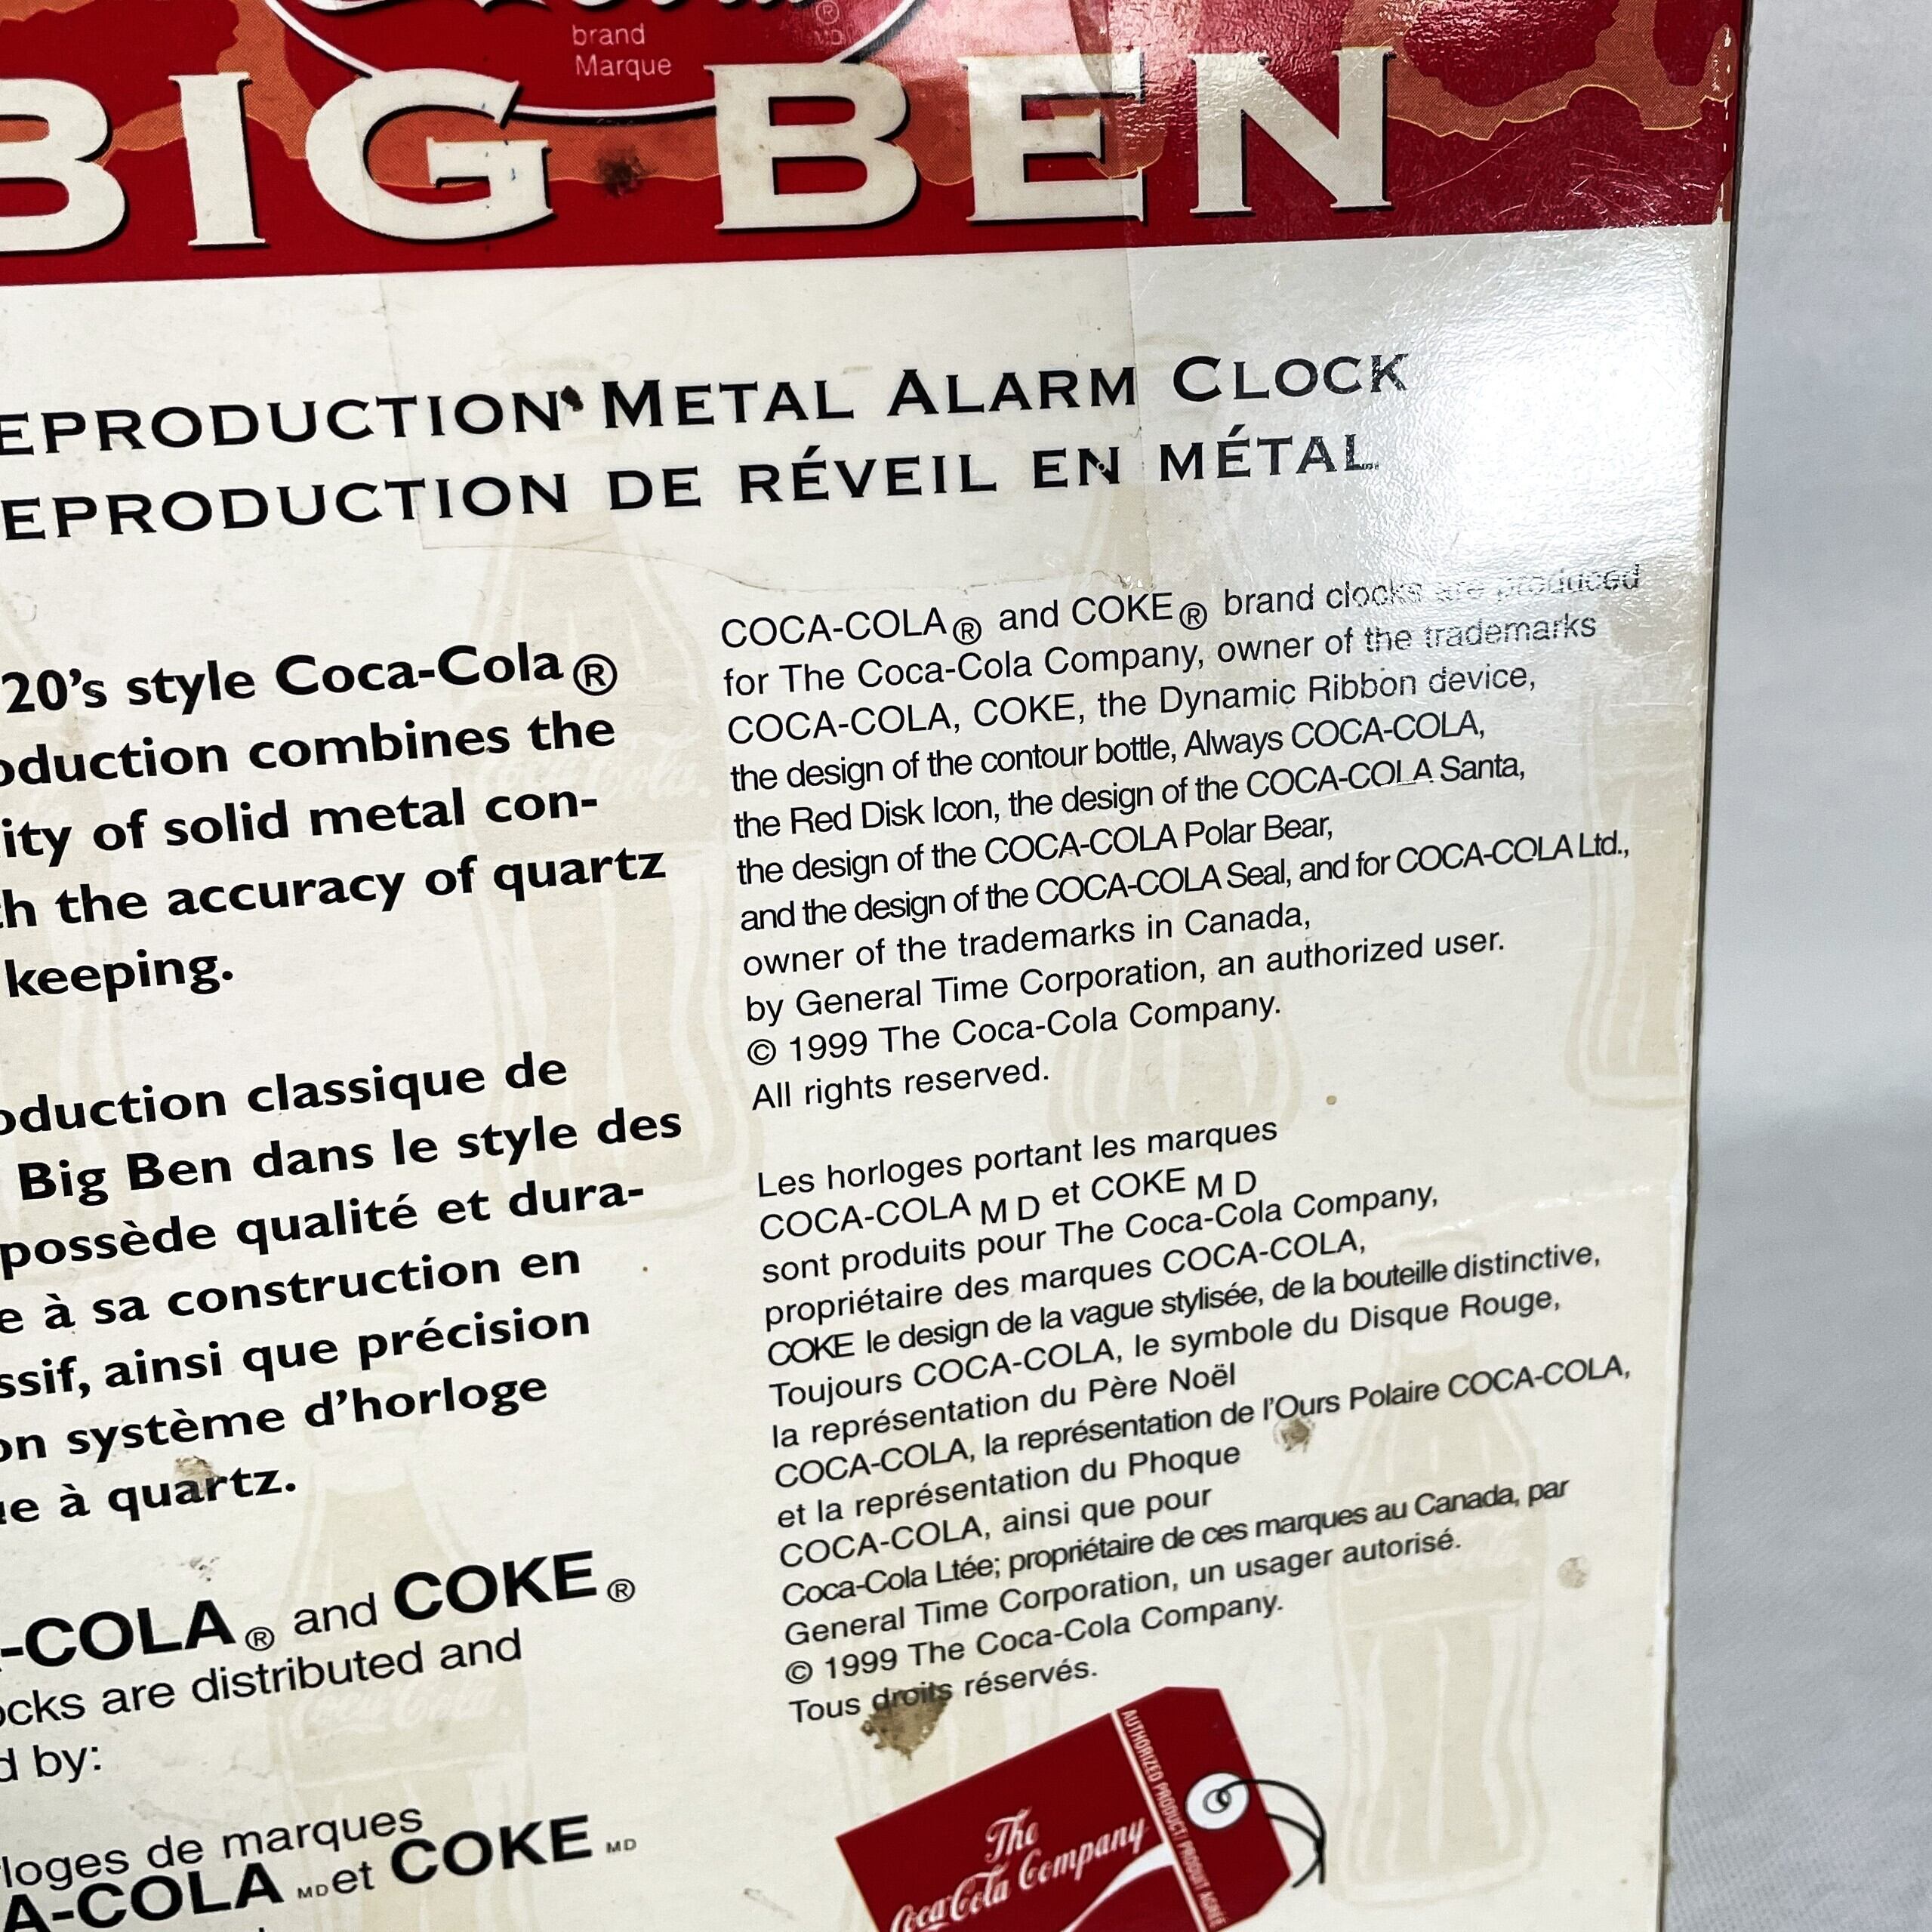 brand
Marque
BIG BEN
EPRODUCTION METAL ALARM CLOCK
EPRODUCTION DE RÉVEIL EN MÉTAL
20's style Coca-Cola®
oduction combines the
ity of solid metal con-
h the accuracy of quartz
keeping.
oduction classique de
Big Ben dans le style des
possède qualité et dura-
e à sa construction en
ssif, ainsi que précision
on système d'horloge
ue à quartz.
-COLA® and COKE®
ocks are distributed and
d by:
loges de marques
A-COLA MD et COKE MD
COCA-COLA® and COKE® brand clocks are produced
for The Coca-Cola Company, owner of the trademarks
COCA-COLA, COKE, the Dynamic Ribbon device,
the design of the contour bottle, Always COCA-COLA,
the Red Disk Icon, the design of the COCA-COLA Santa,
the design of the COCA-COLA Polar Bear,
and the design of the COCA-COLA Seal, and for COCA-COLA Ltd.,
owner of the trademarks in Canada,
by General Time Corporation, an authorized user.
© 1999 The Coca-Cola Company.
All rights reserved.
Les horloges portant les marques
COCA-COLA M D et COKE M D
sont produits pour The Coca-Cola Company,
propriétaire des marques COCA-COLA,
COKE le design de la vague stylisée, de la bouteille distinctive,
Toujours COCA-COLA, le symbole du Disque Rouge,
la représentation du Père Noël
COCA-COLA, la représentation de l'Ours Polaire COCA-COLA,
et la représentation du Phoque
COCA-COLA, ainsi que pour
Coca-Cola Ltée; propriétaire de ces marques au Canada, par
General Time Corporation, un usager autorisé.
© 1999 The Coca-Cola Company.
Tous droits réservés.
The
Coca-Cola Company
AUTHORIZED PRODUCT/ PRODUIT AGRÉÉ